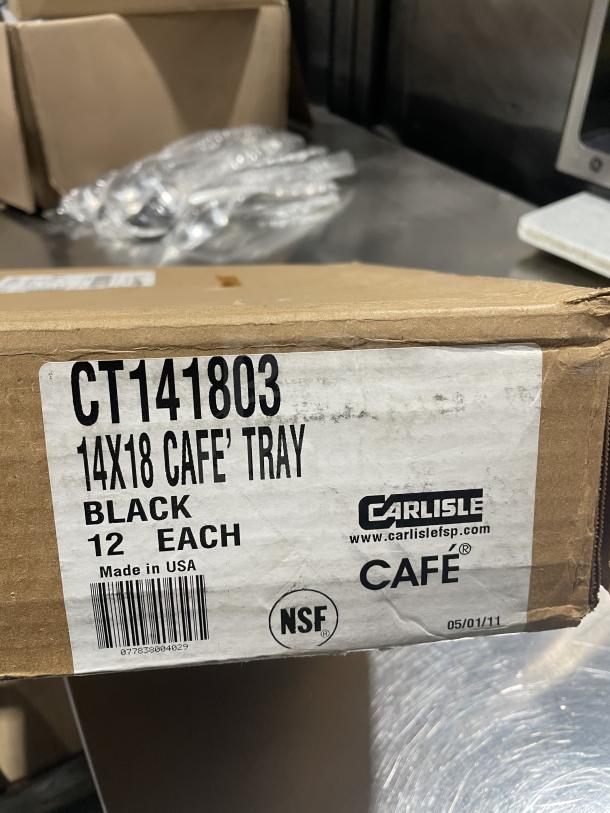 CT141803
14X18 CAFE' TRAY
BLACK
12 EACH
Made in USA
077838004029
NSF®
CARLISLE
www.carlislefsp.com
CAFÉ®
05/01/11